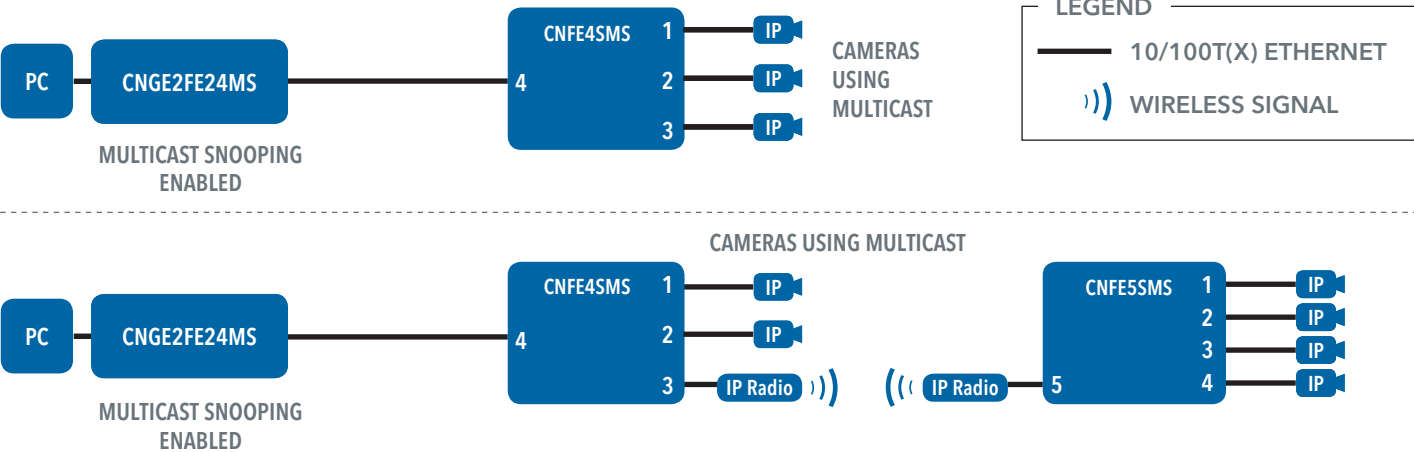 PC
CNGE2FE24MS
MULTICAST SNOOPING
ENABLED
CNFE4SMS
4
1
2
3
IP
IP
IP
CAMERAS
USING
MULTICAST
LEGEND
10/100T(X) ETHERNET
WIRELESS SIGNAL
CAMERAS USING MULTICAST
PC
CNGE2FE24MS
MULTICAST SNOOPING
ENABLED
CNFE4SMS
4
1
2
3
IP
IP
IP Radio
IP Radio
CNFE5SMS
5
1
2
3
4
IP
IP
IP
IP